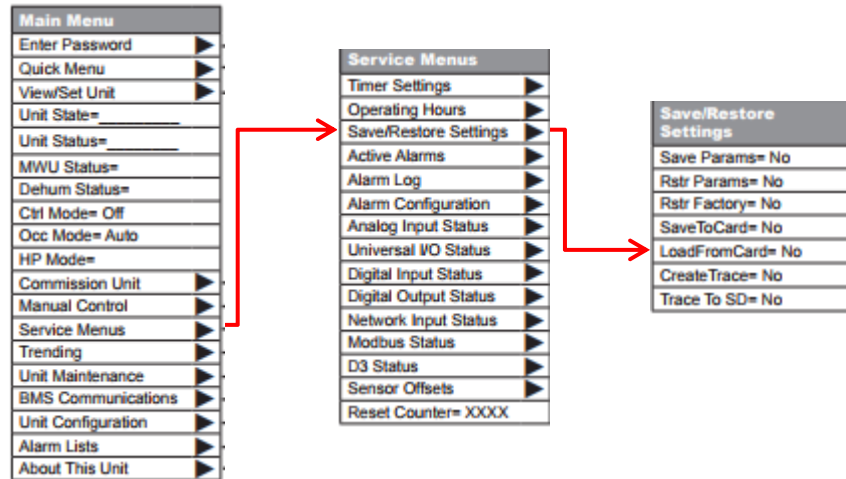 Main Menu
Enter Password
Quick Menu
View/Set Unit
Unit State=_________
Unit Status=________
MWU Status=
Dehum Status=
Ctrl Mode= Off
Occ Mode= Auto
HP Mode=
Commission Unit
Manual Control
Service Menus
Trending
Unit Maintenance
BMS Communications
Unit Configuration
Alarm Lists
About This Unit
Service Menus
Timer Settings
Operating Hours
Save/Restore Settings
Active Alarms
Alarm Log
Alarm Configuration
Analog Input Status
Universal I/O Status
Digital Input Status
Digital Output Status
Network Input Status
Modbus Status
D3 Status
Sensor Offsets
Reset Counter= XXXX
Save/Restore
Settings
Save Params= No
Rstr Params= No
Rstr Factory= No
SaveToCard= No
LoadFromCard= No
CreateTrace= No
Trace To SD= No